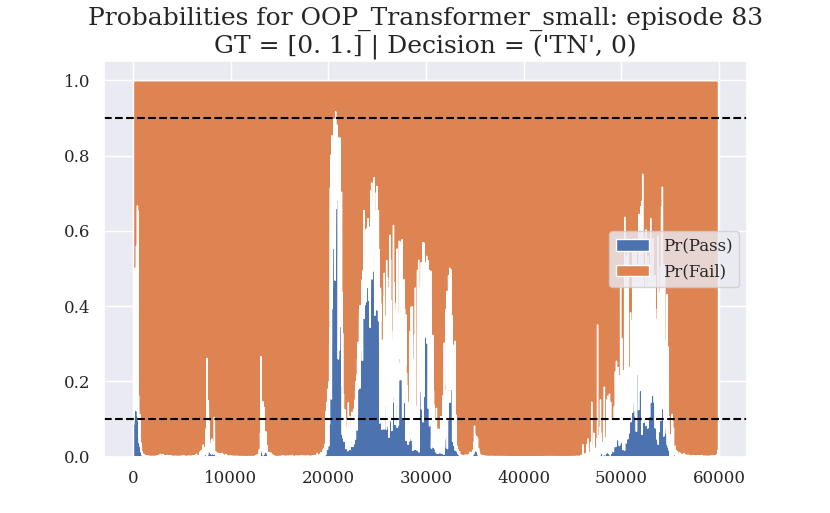 Probabilities for OOP_Transformer_small: episode 83
GT = [0. 1.] | Decision = ('TN', 0)
1.0
0.8
0.6
0.4
0.2
0.0
Pr(Pass)
Pr(Fail)
0 10000 20000 30000 40000 50000 60000